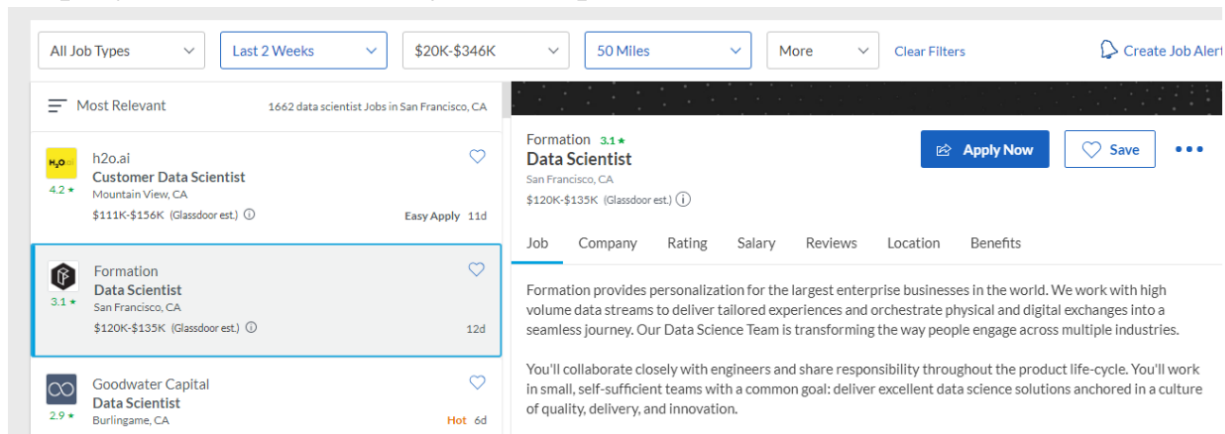 All Job Types
Last 2 Weeks
$20K-$346K
50 Miles
More
Clear Filters
Create Job Alert
Most Relevant
1662 data scientist Jobs in San Francisco, CA
H2O.ai
4.2 ★
h2o.ai
Customer Data Scientist
Mountain View, CA
$111K-$156K (Glassdoor est.)
Easy Apply 11d
3.1 ★
Formation
Data Scientist
San Francisco, CA
$120K-$135K (Glassdoor est.)
12d
2.9 ★
Goodwater Capital
Data Scientist
Burlingame, CA
Hot 6d
Formation 3.1 ★
Data Scientist
San Francisco, CA
$120K-$135K (Glassdoor est.)
Apply Now
Save
Job Company Rating Salary Reviews Location Benefits
Formation provides personalization for the largest enterprise businesses in the world. We work with high
volume data streams to deliver tailored experiences and orchestrate physical and digital exchanges into a
seamless journey. Our Data Science Team is transforming the way people engage across multiple industries.
You'll collaborate closely with engineers and share responsibility throughout the product life-cycle. You'll work
in small, self-sufficient teams with a common goal: deliver excellent data science solutions anchored in a culture
of quality, delivery, and innovation.